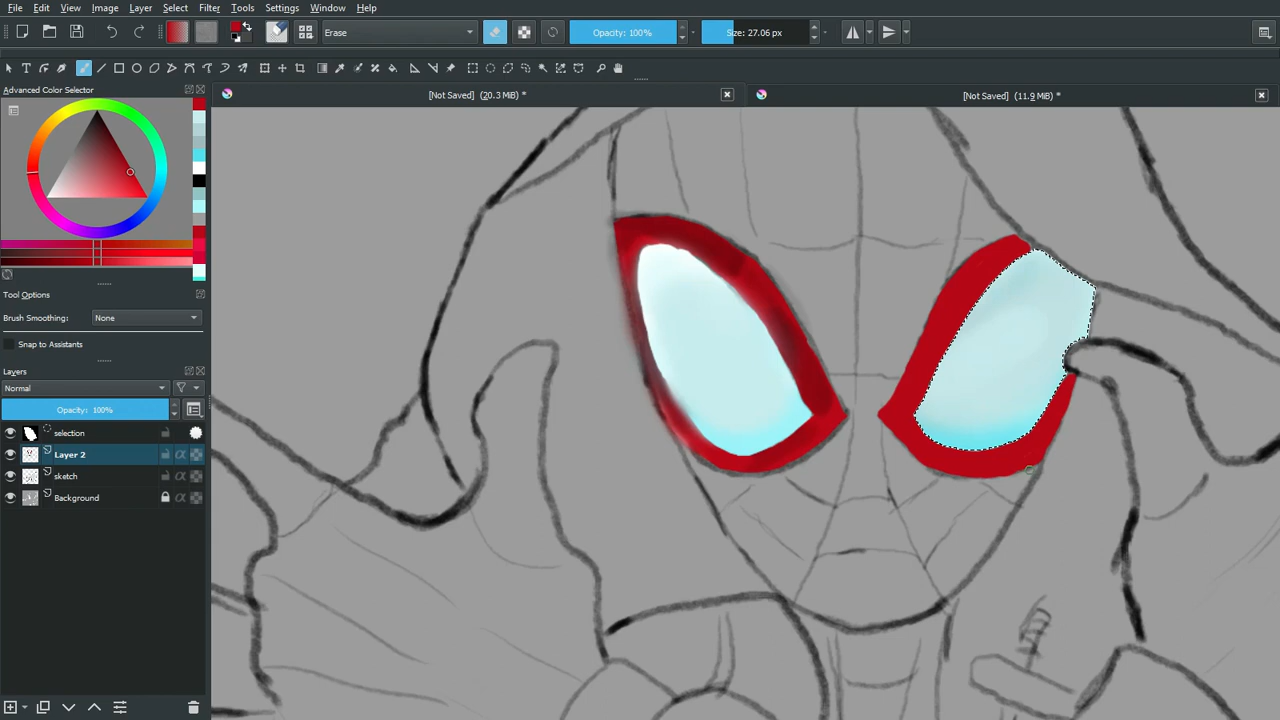 File Edit View Image Layer Select Filter Tools Settings Window Help
Erase Opacity: 100% Size: 27.06 px
Advanced Color Selector [Not Saved] (20.3 MiB) * [Not Saved] (11.9 MiB) *
Tool Options
Brush Smoothing: None
Snap to Assistants
Layers
Normal
Opacity: 100%
selection
Layer 2
sketch
Background